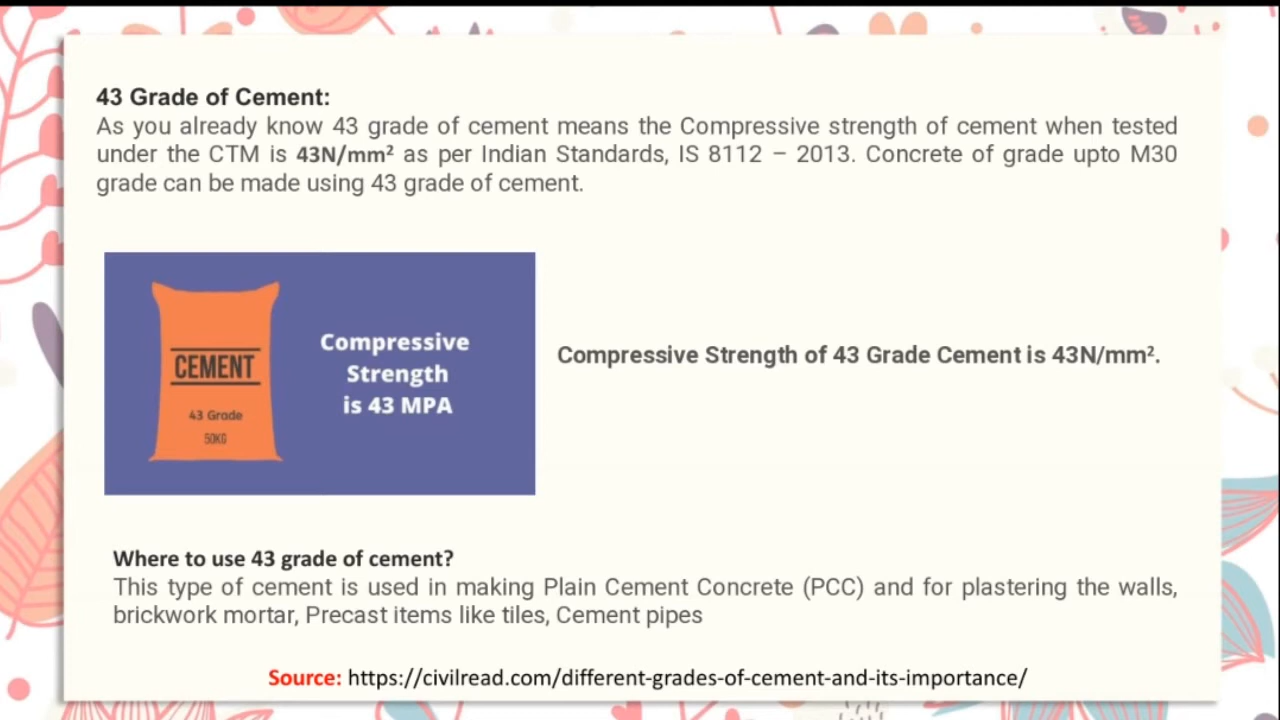 43 Grade of Cement:
As you already know 43 grade of cement means the Compressive strength of cement when tested
under the CTM is 43N/mm² as per Indian Standards, IS 8112 – 2013. Concrete of grade upto M30
grade can be made using 43 grade of cement.
CEMENT
43 Grade
50KG
Compressive
Strength
is 43 MPA
Compressive Strength of 43 Grade Cement is 43N/mm².
Where to use 43 grade of cement?
This type of cement is used in making Plain Cement Concrete (PCC) and for plastering the walls,
brickwork mortar, Precast items like tiles, Cement pipes
Source: https://civilread.com/different-grades-of-cement-and-its-importance/